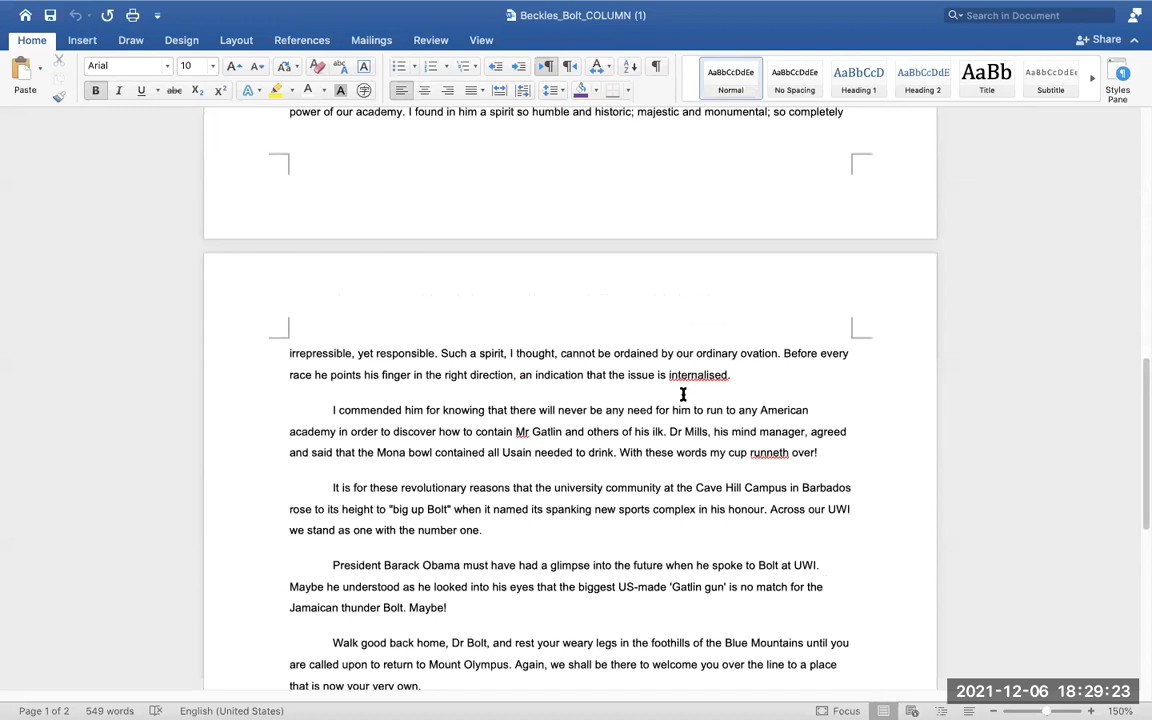 Beckles_Bolt_COLUMN (1)
Search in Document
Home Insert Draw Design Layout References Mailings Review View
Share
Paste
Arial 10
AaBbCcDdEe AaBbCcDdEe AaBbCcD AaBbCcDdE AaBb AaBbCcDdEe
Normal No Spacing Heading 1 Heading 2 Title Subtitle
Styles
Pane
power of our academy. I found in him a spirit so humble and historic; majestic and monumental; so completely
irrepressible, yet responsible. Such a spirit, I thought, cannot be ordained by our ordinary ovation. Before every
race he points his finger in the right direction, an indication that the issue is internalised.
I commended him for knowing that there will never be any need for him to run to any American
academy in order to discover how to contain Mr Gatlin and others of his ilk. Dr Mills, his mind manager, agreed
and said that the Mona bowl contained all Usain needed to drink. With these words my cup runneth over!
It is for these revolutionary reasons that the university community at the Cave Hill Campus in Barbados
rose to its height to "big up Bolt" when it named its spanking new sports complex in his honour. Across our UWI
we stand as one with the number one.
President Barack Obama must have had a glimpse into the future when he spoke to Bolt at UWI.
Maybe he understood as he looked into his eyes that the biggest US-made 'Gatlin gun' is no match for the
Jamaican thunder Bolt. Maybe!
Walk good back home, Dr Bolt, and rest your weary legs in the foothills of the Blue Mountains until you
are called upon to return to Mount Olympus. Again, we shall be there to welcome you over the line to a place
that is now your very own.
2021-12-06 18:29:23
Page 1 of 2 549 words English (United States) Focus 150%